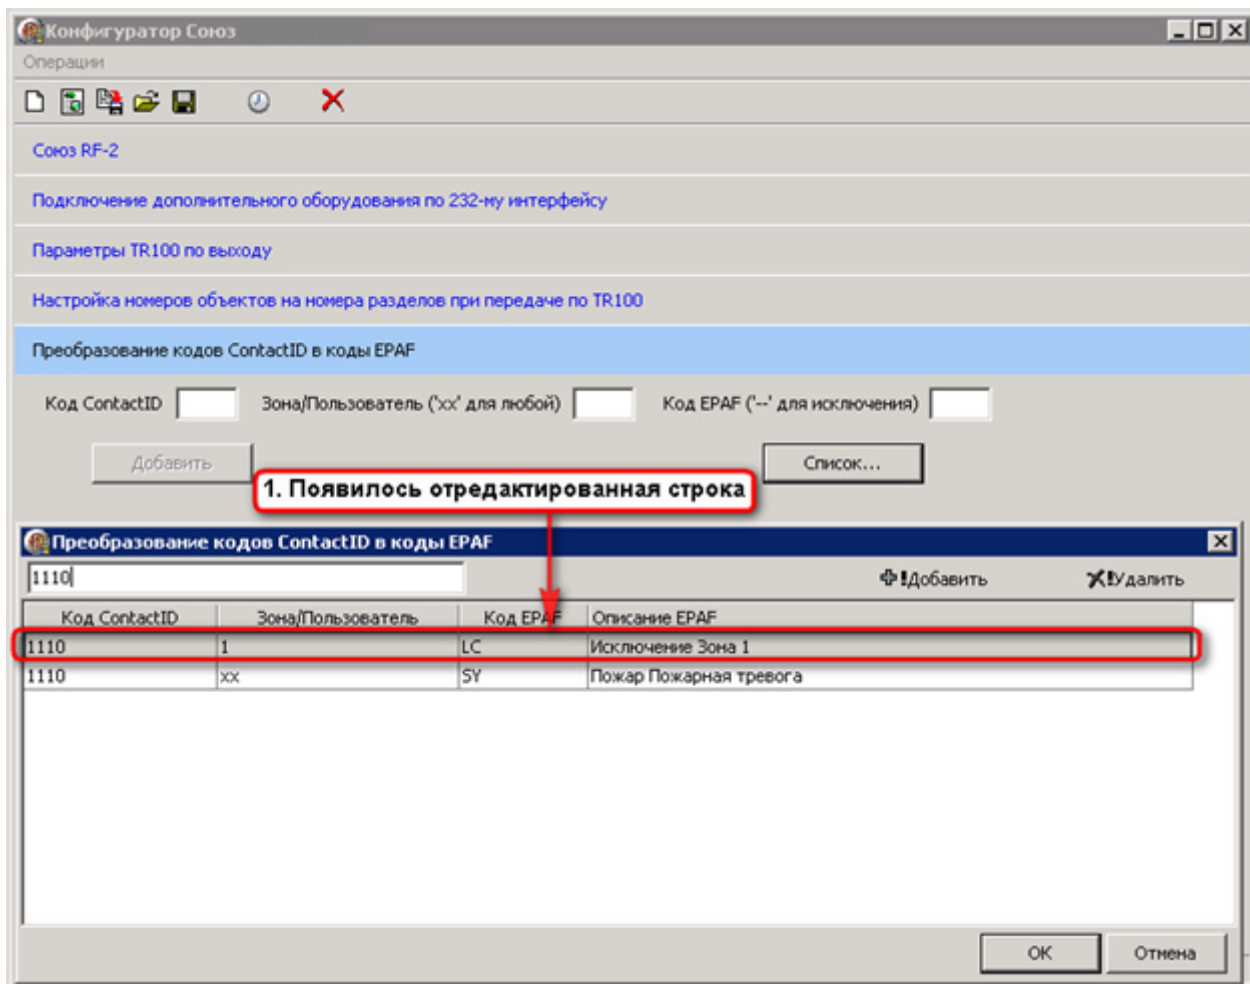 Конфигуратор Союз
Операции
Союз RF-2
Подключение дополнительного оборудования по 232-му интерфейсу
Параметры TR100 по выходу
Настройка номеров объектов на номера разделов при передаче по TR100
Преобразование кодов ContactID в коды EPAF
Код ContactID Зона/Пользователь ('xx' для любой) Код EPAF ('--' для исключения)
Добавить Список...
1. Появилось отредактированная строка
Преобразование кодов ContactID в коды EPAF
1110 Добавить Удалить
Код ContactID Зона/Пользователь Код EPAF Описание EPAF
1110 1 LC Исключение Зона 1
1110 xx SY Пожар Пожарная тревога
OK Отмена